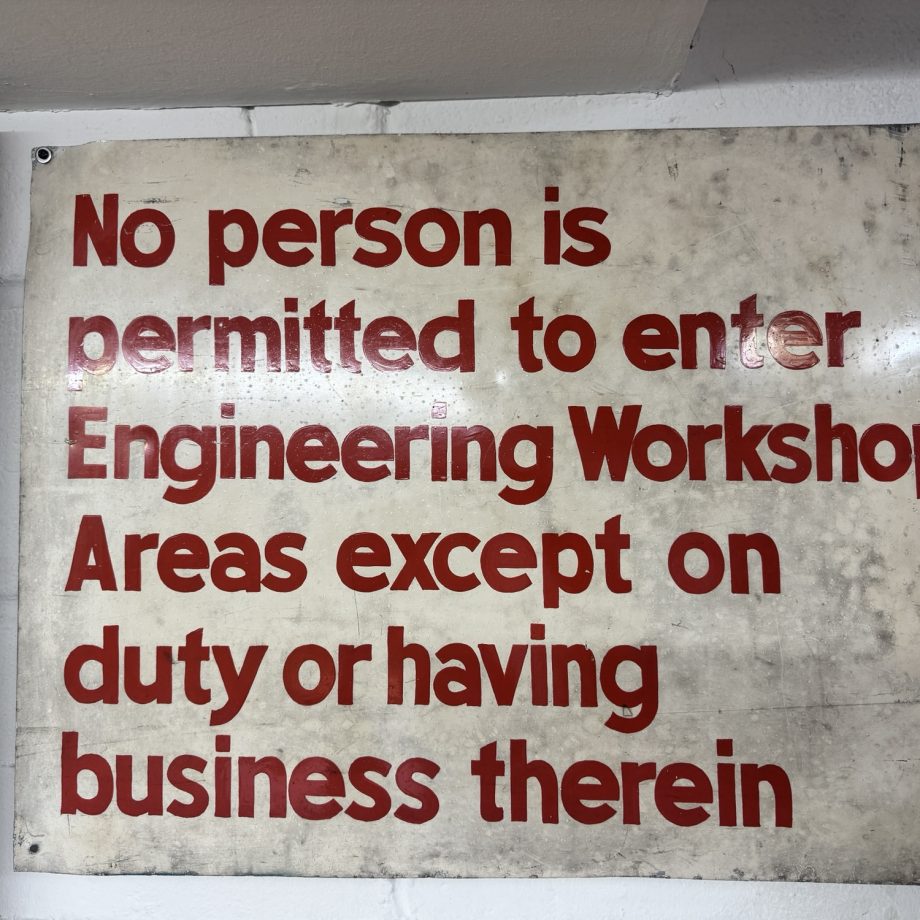 No person is
permitted to enter
Engineering Workshop
Areas except on
duty or having
business therein